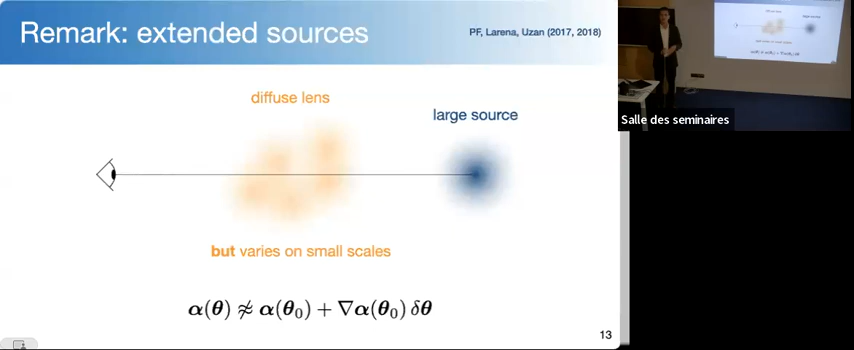 Remark: extended sources
PF, Larena, Uzan (2017, 2018)
diffuse lens
large source
but varies on small scales
α(θ) ≉ α(θ₀) + ∇α(θ₀) δθ
13
Salle des seminaires